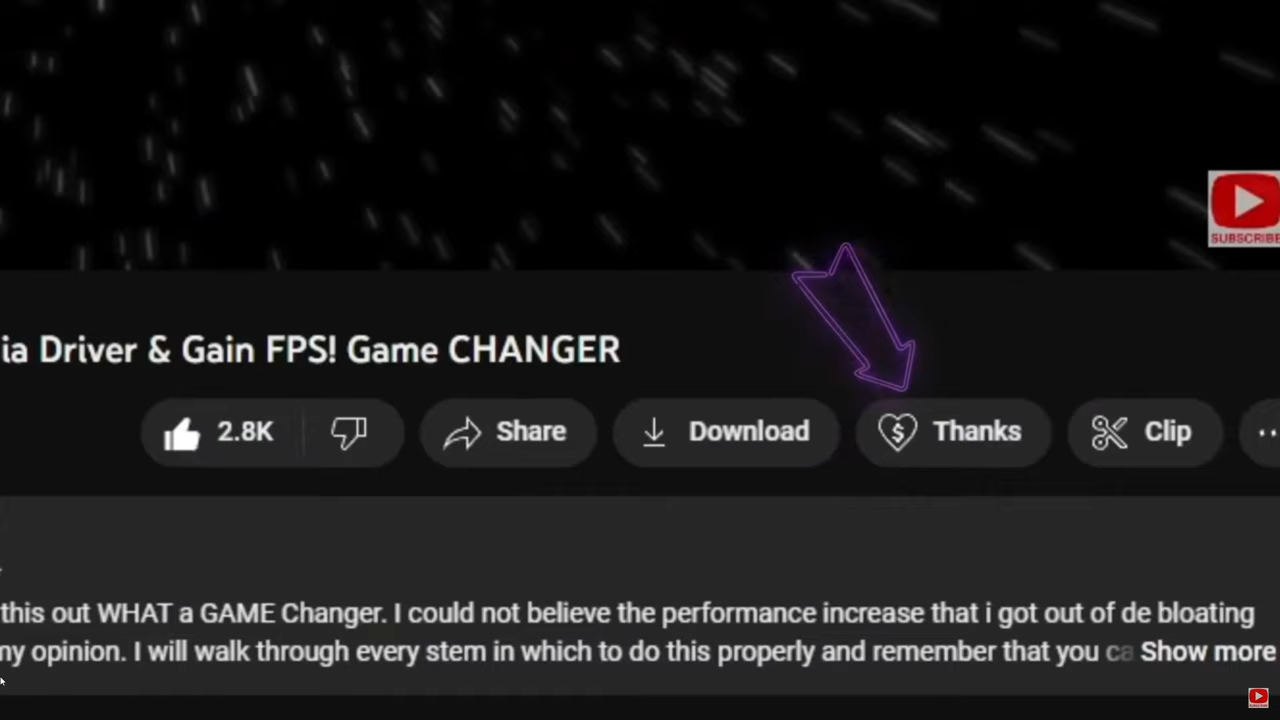 SUBSCRIBE
ia Driver & Gain FPS! Game CHANGER
2.8K Share Download $ Thanks Clip
this out WHAT a GAME Changer. I could not believe the performance increase that i got out of de bloating
my opinion. I will walk through every stem in which to do this properly and remember that you ca Show more